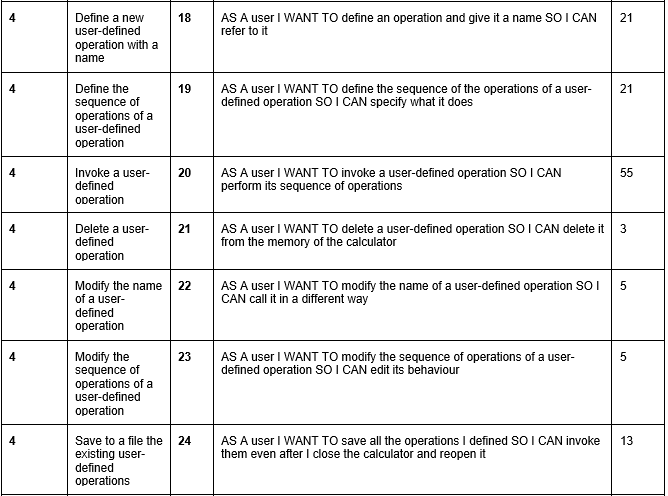 4 Define a new 18 AS A user I WANT TO define an operation and give it a name SO I CAN 21
user-defined refer to it
operation with a
name
4 Define the 19 AS A user I WANT TO define the sequence of the operations of a user- 21
sequence of defined operation SO I CAN specify what it does
operations of a
user-defined
operation
4 Invoke a user- 20 AS A user I WANT TO invoke a user-defined operation SO I CAN 55
defined perform its sequence of operations
operation
4 Delete a user- 21 AS A user I WANT TO delete a user-defined operation SO I CAN delete it 3
defined from the memory of the calculator
operation
4 Modify the name 22 AS A user I WANT TO modify the name of a user-defined operation SO I 5
of a user- CAN call it in a different way
defined
operation
4 Modify the 23 AS A user I WANT TO modify the sequence of operations of a user- 5
sequence of defined operation SO I CAN edit its behaviour
operations of a
user-defined
operation
4 Save to a file the 24 AS A user I WANT TO save all the operations I defined SO I CAN invoke 13
existing user- them even after I close the calculator and reopen it
defined
operations